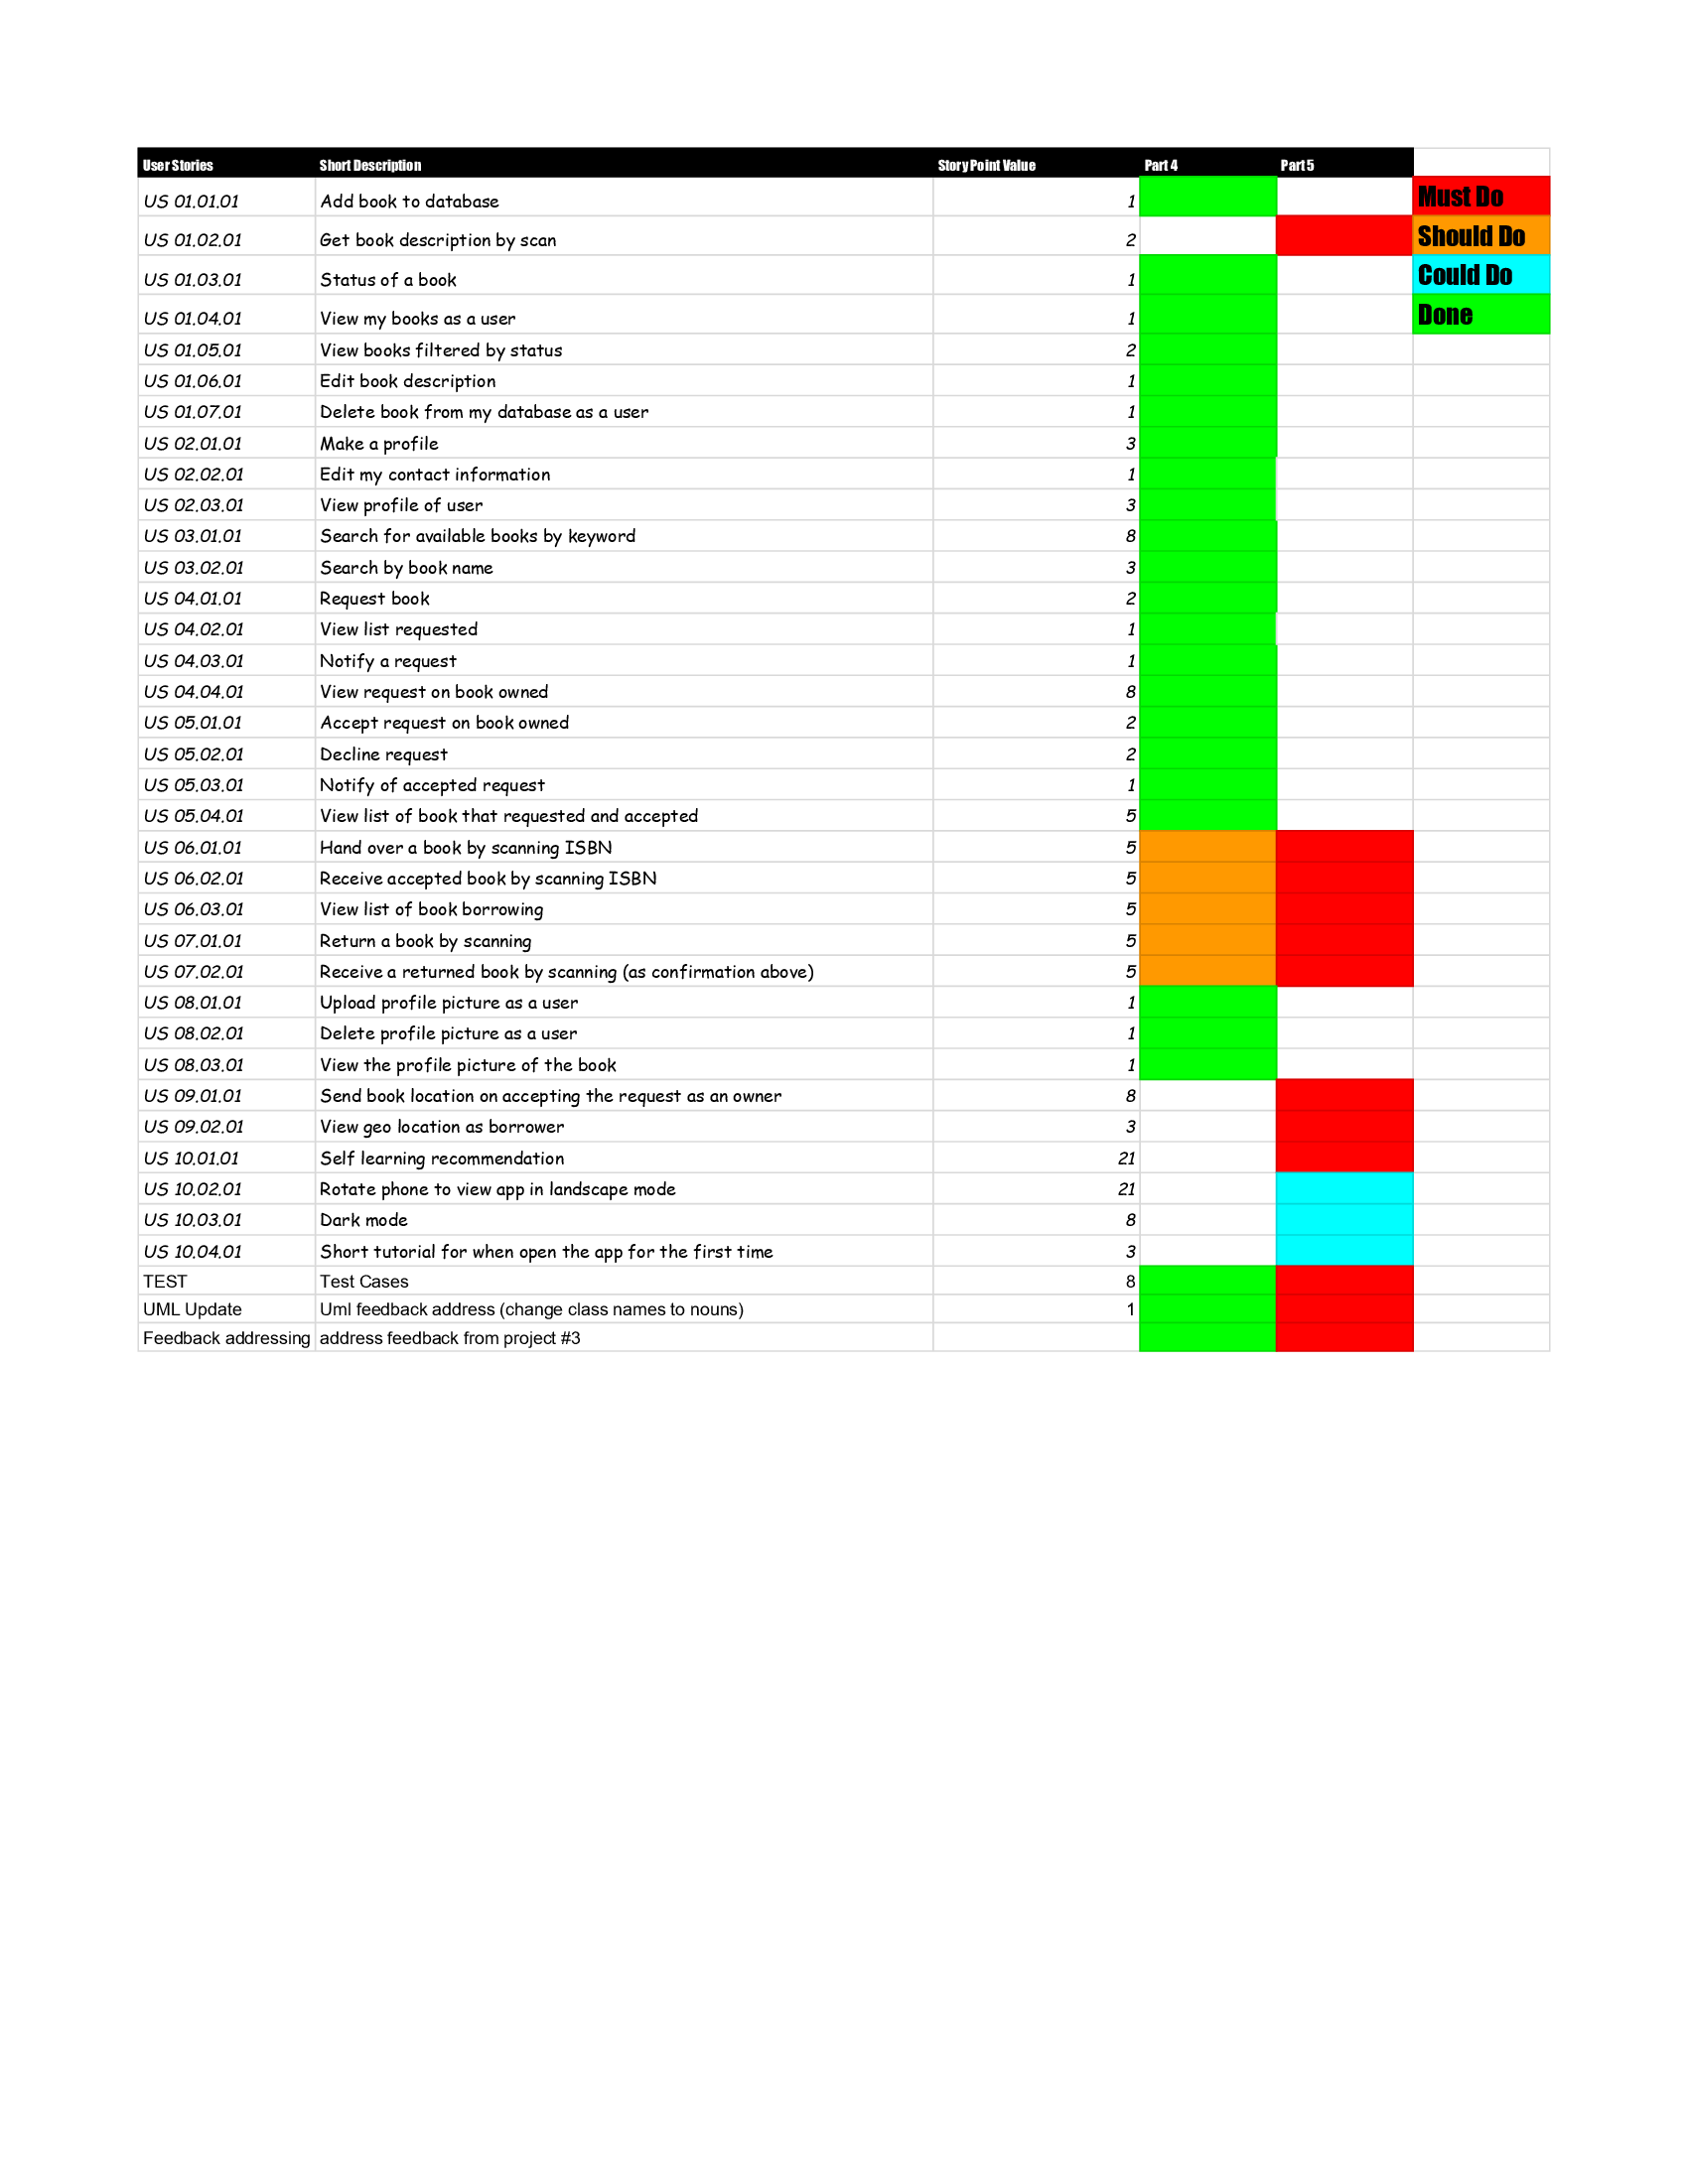 User Stories Short Description Story Point Value Part 4 Part 5
US 01.01.01 Add book to database 1 Must Do
US 01.02.01 Get book description by scan 2 Should Do
US 01.03.01 Status of a book 1 Could Do
US 01.04.01 View my books as a user 1 Done
US 01.05.01 View books filtered by status 2
US 01.06.01 Edit book description 1
US 01.07.01 Delete book from my database as a user 1
US 02.01.01 Make a profile 3
US 02.02.01 Edit my contact information 1
US 02.03.01 View profile of user 3
US 03.01.01 Search for available books by keyword 8
US 03.02.01 Search by book name 3
US 04.01.01 Request book 2
US 04.02.01 View list requested 1
US 04.03.01 Notify a request 1
US 04.04.01 View request on book owned 8
US 05.01.01 Accept request on book owned 2
US 05.02.01 Decline request 2
US 05.03.01 Notify of accepted request 1
US 05.04.01 View list of book that requested and accepted 5
US 06.01.01 Hand over a book by scanning ISBN 5
US 06.02.01 Receive accepted book by scanning ISBN 5
US 06.03.01 View list of book borrowing 5
US 07.01.01 Return a book by scanning 5
US 07.02.01 Receive a returned book by scanning (as confirmation above) 5
US 08.01.01 Upload profile picture as a user 1
US 08.02.01 Delete profile picture as a user 1
US 08.03.01 View the profile picture of the book 1
US 09.01.01 Send book location on accepting the request as an owner 8
US 09.02.01 View geo location as borrower 3
US 10.01.01 Self learning recommendation 21
US 10.02.01 Rotate phone to view app in landscape mode 21
US 10.03.01 Dark mode 8
US 10.04.01 Short tutorial for when open the app for the first time 3
TEST Test Cases 8
UML Update Uml feedback address (change class names to nouns) 1
Feedback addressing address feedback from project #3